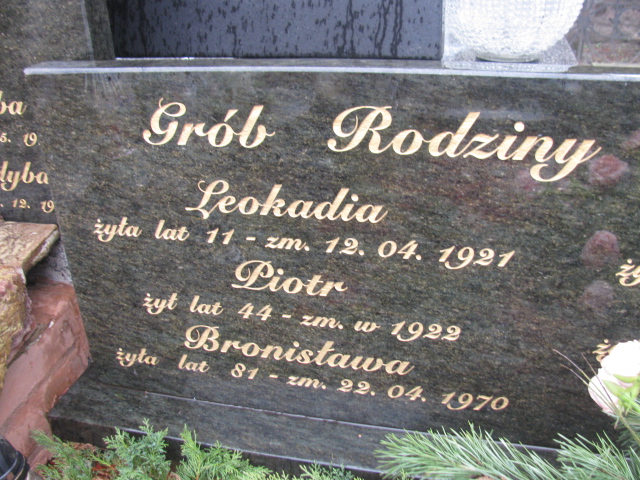 Grób Rodziny
Leokadia
żyła lat 11 - zm. 12. 04. 1921
Piotr
żył lat 44 - zm. w 1922
Bronisława
żyła lat 81 - zm. 22. 04. 1970